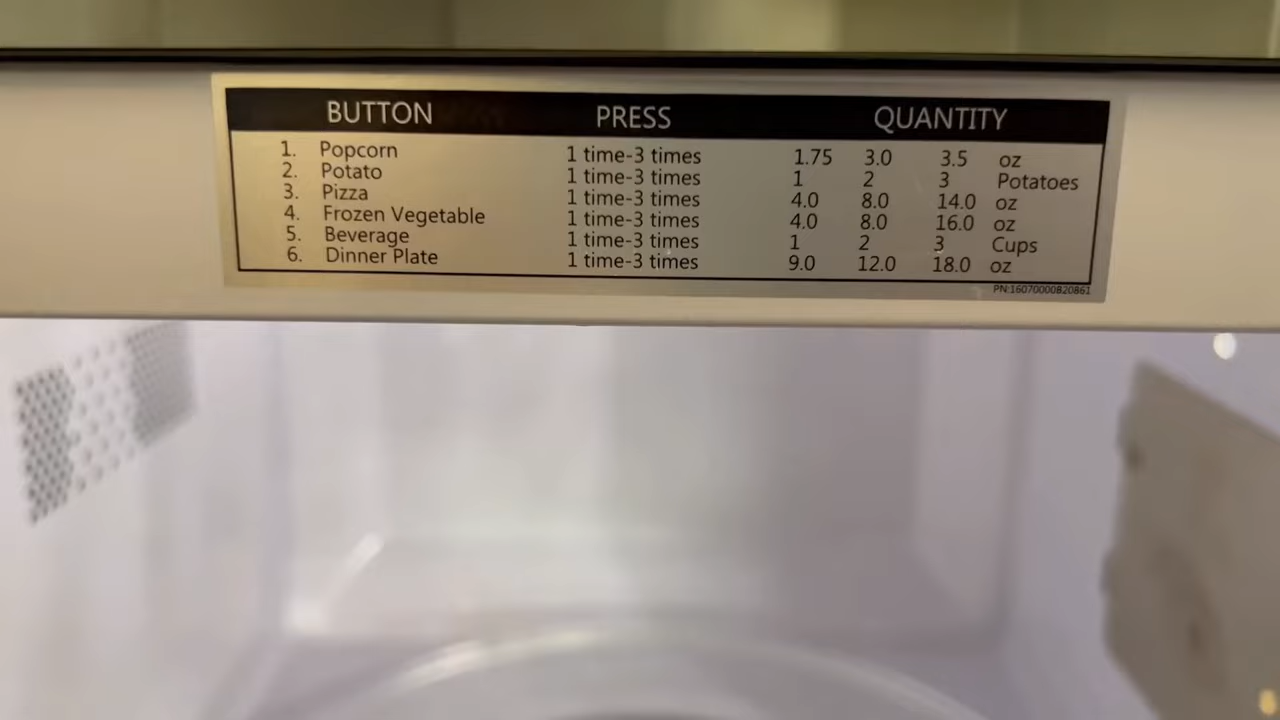 BUTTON PRESS QUANTITY
1. Popcorn 1 time-3 times 1.75 3.0 3.5 oz
2. Potato 1 time-3 times 1 2 3 Potatoes
3. Pizza 1 time-3 times 4.0 8.0 14.0 oz
4. Frozen Vegetable 1 time-3 times 4.0 8.0 16.0 oz
5. Beverage 1 time-3 times 1 2 3 Cups
6. Dinner Plate 1 time-3 times 9.0 12.0 18.0 oz
PN:16070000B20861